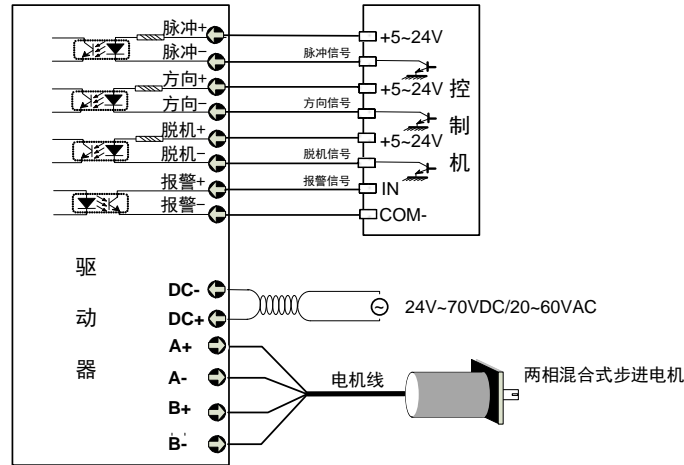 脉冲+
脉冲−
方向+
方向−
脱机+
脱机−
报警+
报警−
脉冲信号
方向信号
脱机信号
报警信号
+5~24V
+5~24V
+5~24V
IN
COM-
控制机
驱动器
DC-
DC+
24V~70VDC/20~60VAC
~
A+
A-
B+
B-
电机线
两相混合式步进电机